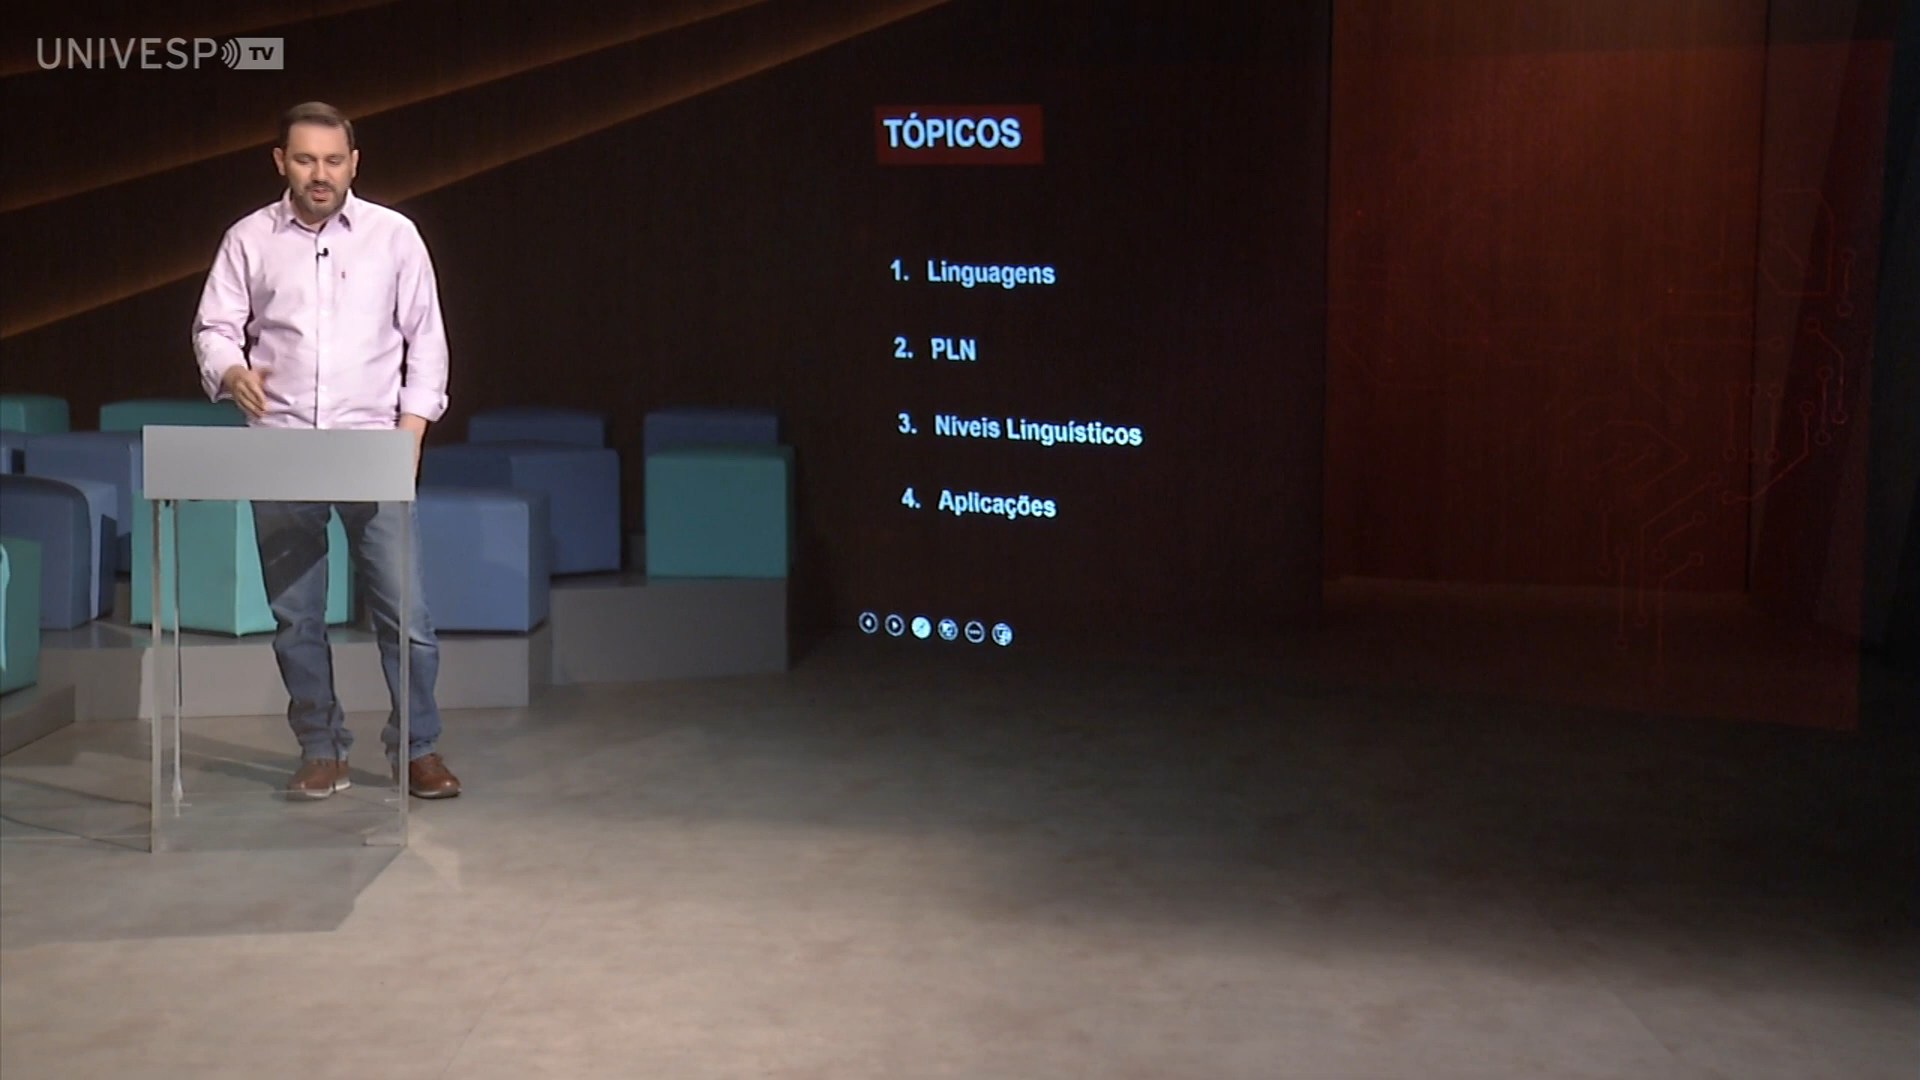 UNIVESP TV
TÓPICOS
1. Linguagens
2. PLN
3. Níveis Linguísticos
4. Aplicações